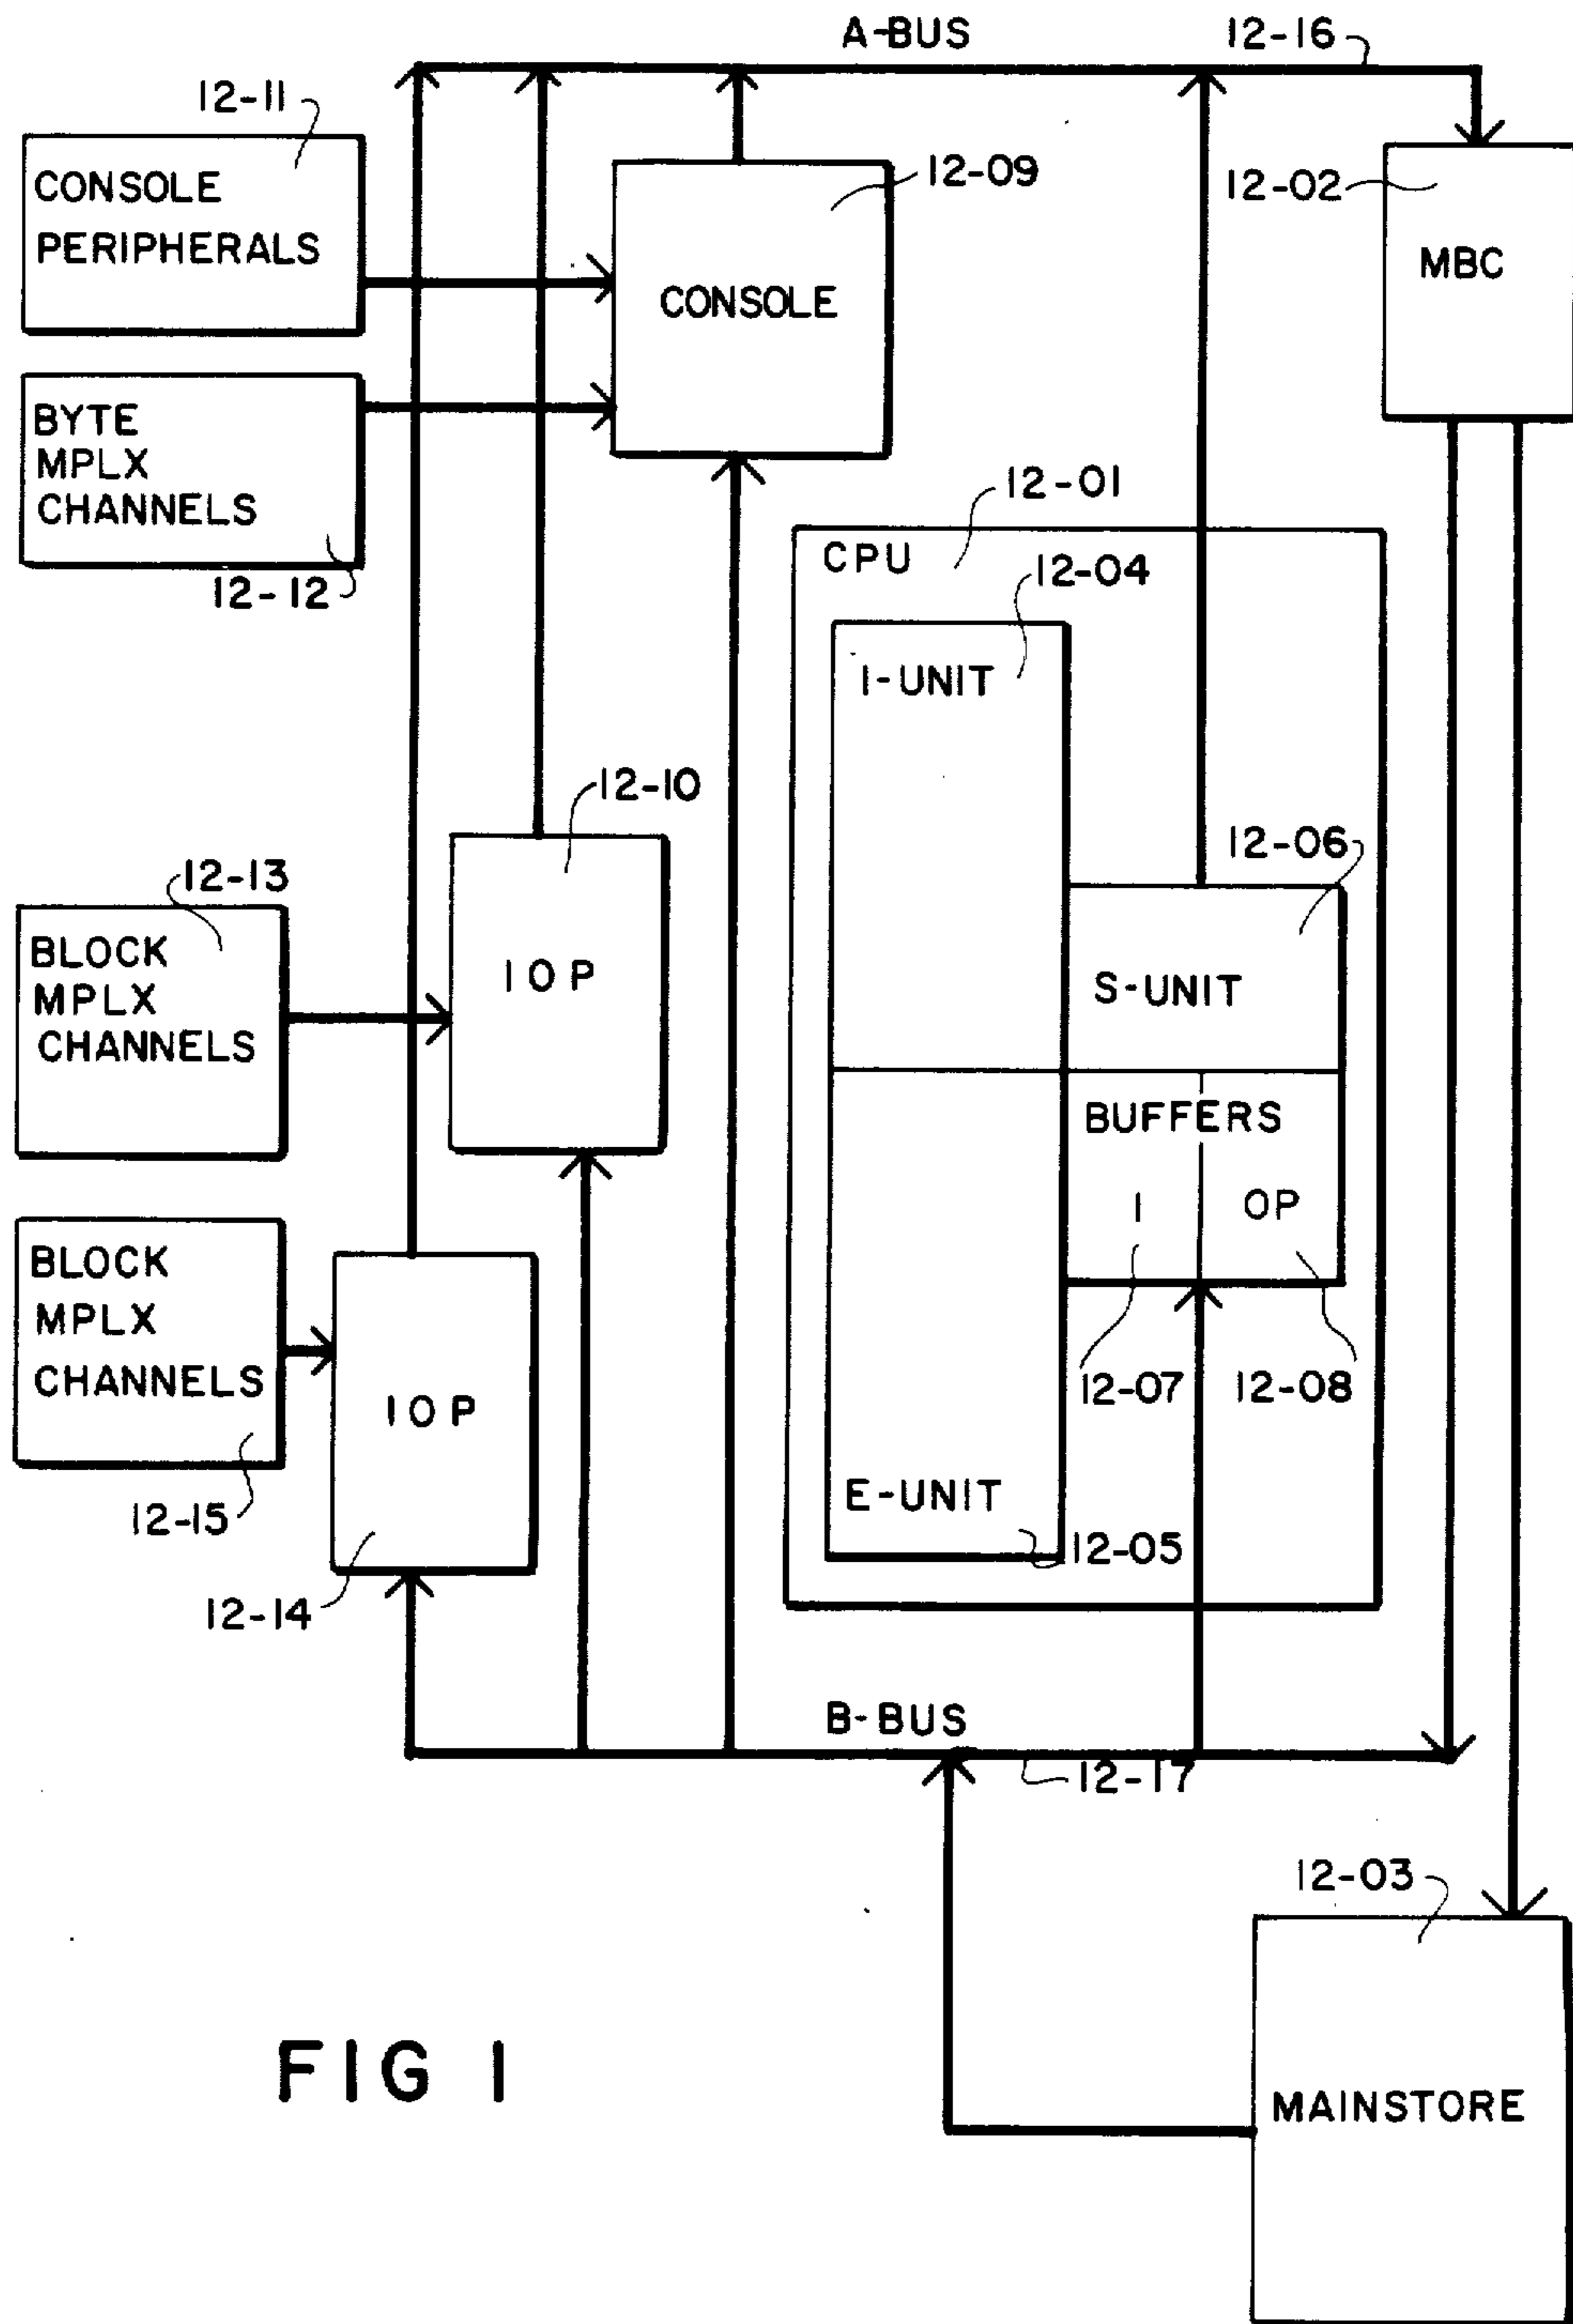 A-BUS
12-16
12-11
CONSOLE
PERIPHERALS
12-09
12-02
MBC
CONSOLE
BYTE
MPLX
CHANNELS
12-12
12-01
CPU
12-04
I-UNIT
12-10
12-06
12-13
BLOCK
MPLX
CHANNELS
IOP
S-UNIT
BUFFERS
I
OP
BLOCK
MPLX
CHANNELS
12-15
IOP
12-07
12-08
E-UNIT
12-05
12-14
B-BUS
12-17
12-03
MAINSTORE
FIG 1